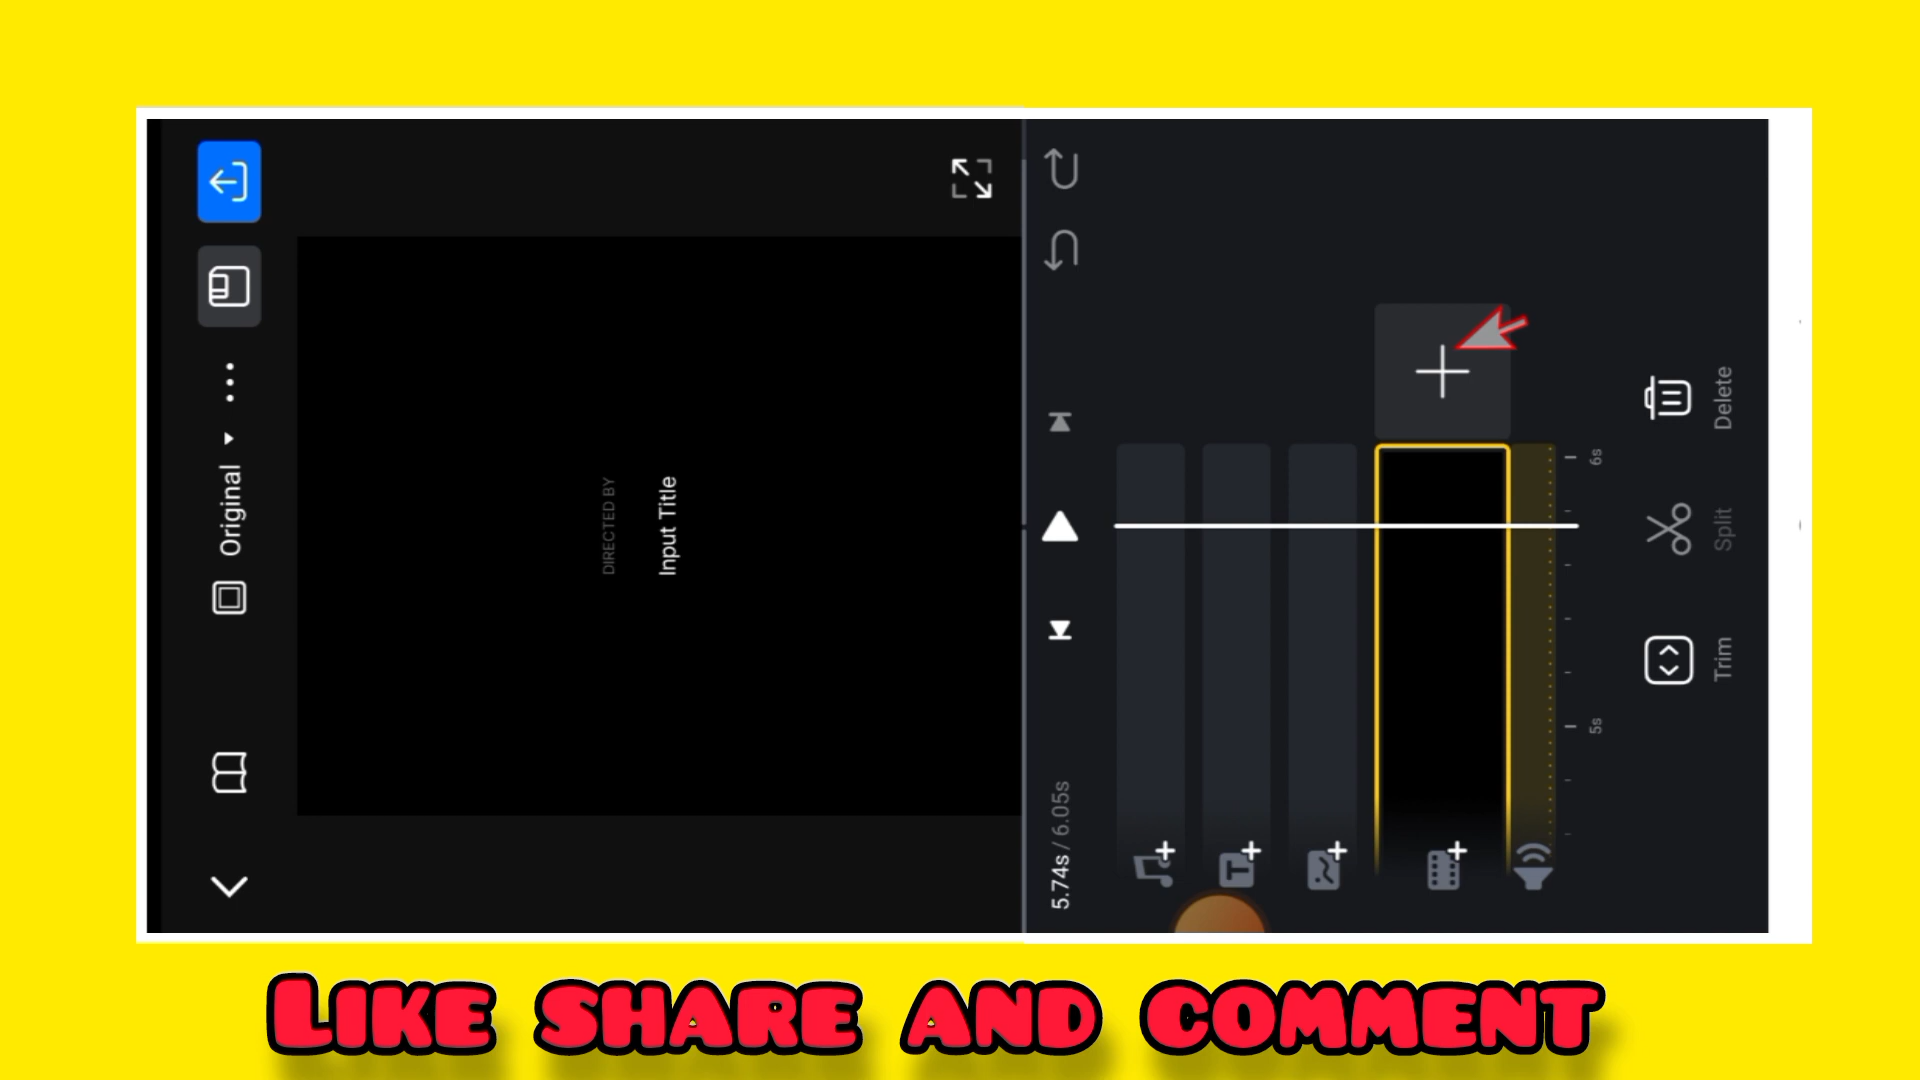 Original
DIRECTED BY
Input Title
5.74s / 6.05s
5s
6s
Trim
Split
Delete
LIKE SHARE AND COMMENT